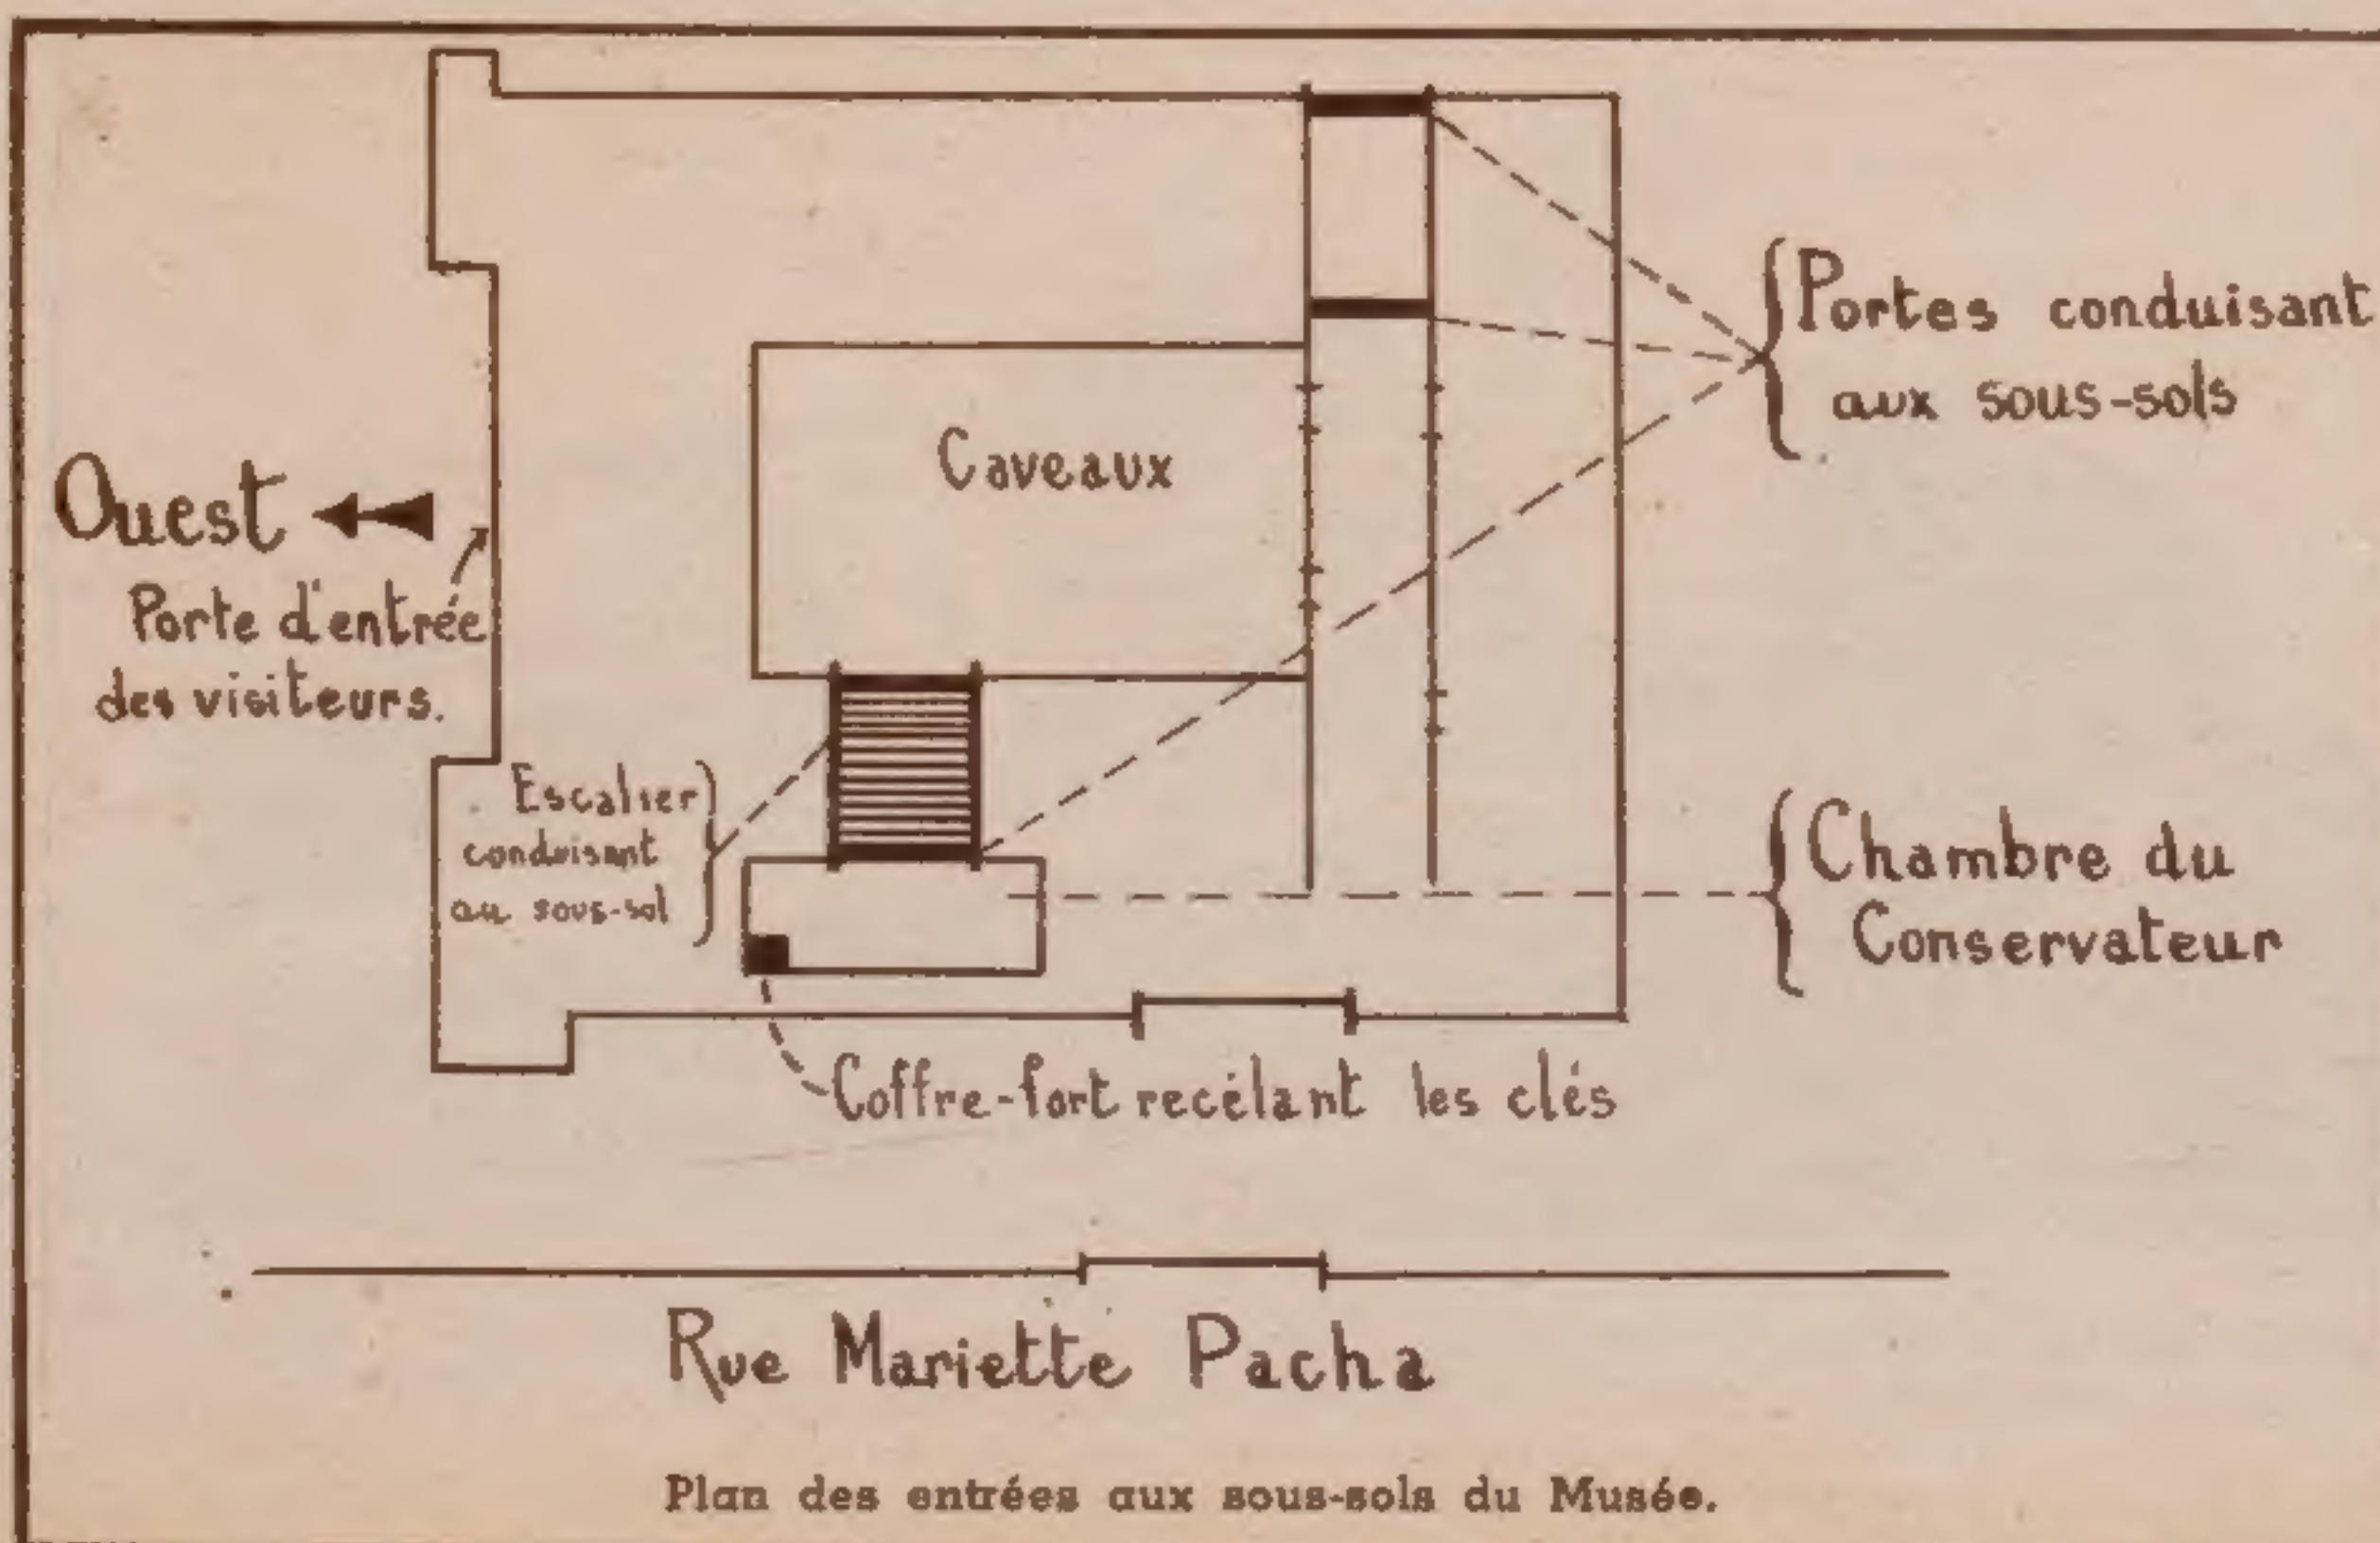 Portes conduisant
aux sous-sols
Caveaux
Ouest
Porte d'entrée
des visiteurs.
Escalier
conduisant
au sous-sol
Chambre du
Conservateur
Coffre-fort recélant les clés
Rue Mariette Pacha
Plan des entrées aux sous-sols du Musée.